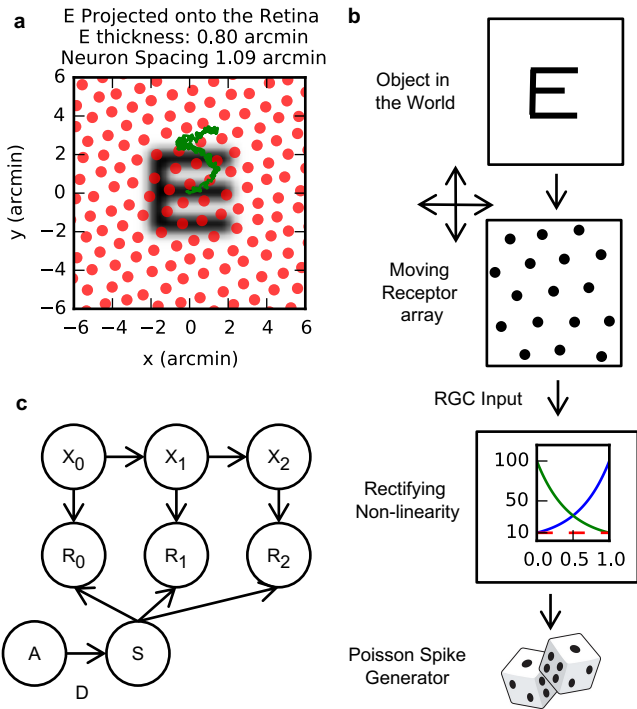 a
E Projected onto the Retina
E thickness: 0.80 arcmin
Neuron Spacing 1.09 arcmin
6
4
2
0
−2
−4
−6
y (arcmin)
E
−6 −4 −2 0 2 4 6
x (arcmin)
b
Object in
the World
E
Moving
Receptor
array
RGC Input
Rectifying
Non-linearity
100
50
10
0.0 0.5 1.0
Poisson Spike
Generator
c
X0 X1 X2
R0 R1 R2
A S
D